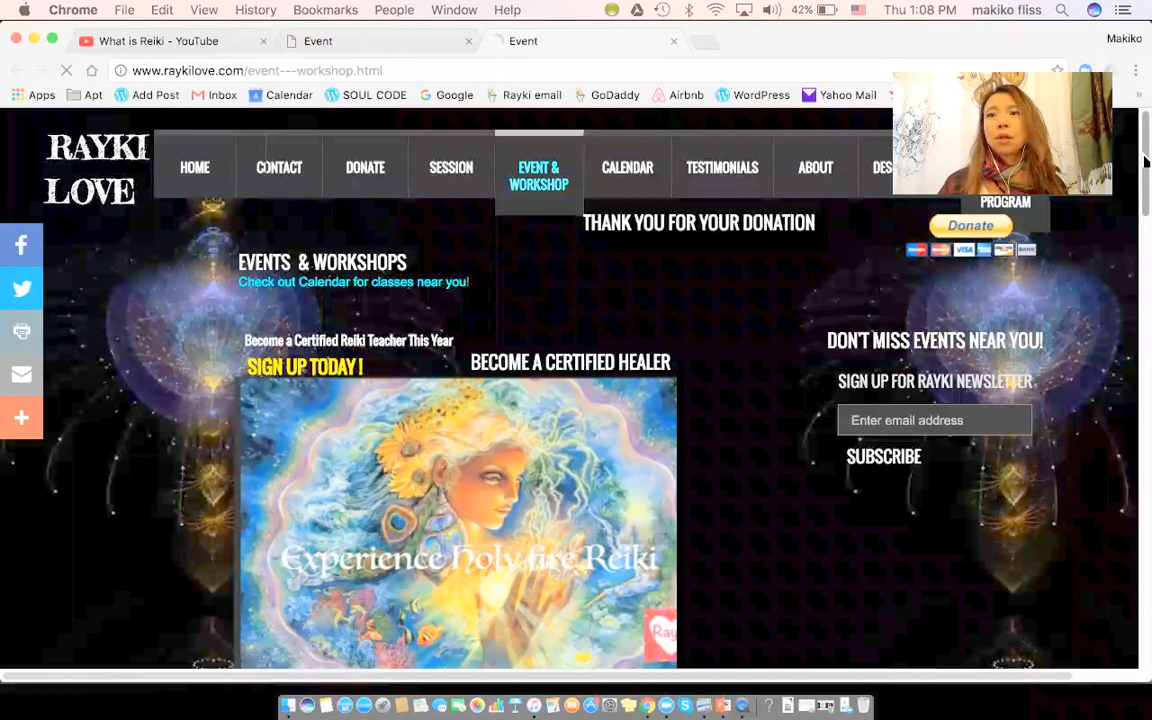 Chrome File Edit View History Bookmarks People Window Help 42% Thu 1:08 PM makiko fliss
What is Reiki - YouTube Event Event Makiko
www.raykilove.com/event---workshop.html
Apps Apt Add Post Inbox Calendar SOUL CODE Google Rayki email GoDaddy Airbnb WordPress Yahoo Mail »
RAYKI
LOVE
HOME CONTACT DONATE SESSION EVENT &
WORKSHOP CALENDAR TESTIMONIALS ABOUT DES
PROGRAM
THANK YOU FOR YOUR DONATION
Donate
VISA
BANK
EVENTS & WORKSHOPS
Check out Calendar for classes near you!
Become a Certified Reiki Teacher This Year
SIGN UP TODAY !
BECOME A CERTIFIED HEALER
DON'T MISS EVENTS NEAR YOU!
SIGN UP FOR RAYKI NEWSLETTER
Enter email address
SUBSCRIBE
Experience Holy fire Reiki
Ray